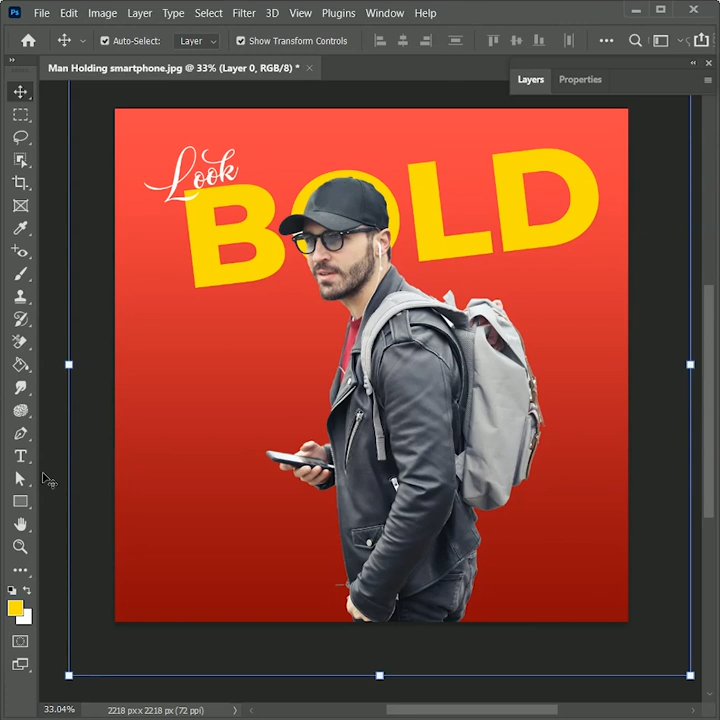 Ps File Edit Image Layer Type Select Filter 3D View Plugins Window Help
Auto-Select: Layer Show Transform Controls
Man Holding smartphone.jpg @ 33% (Layer 0, RGB/8) *
Layers Properties
Look
BOLD
33.04% 2218 px x 2218 px (72 ppi)